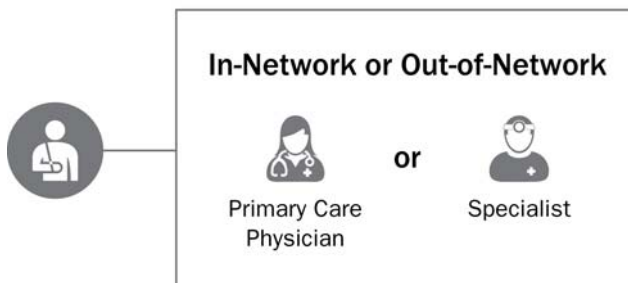 In-Network or Out-of-Network
or
Primary Care
Physician
Specialist